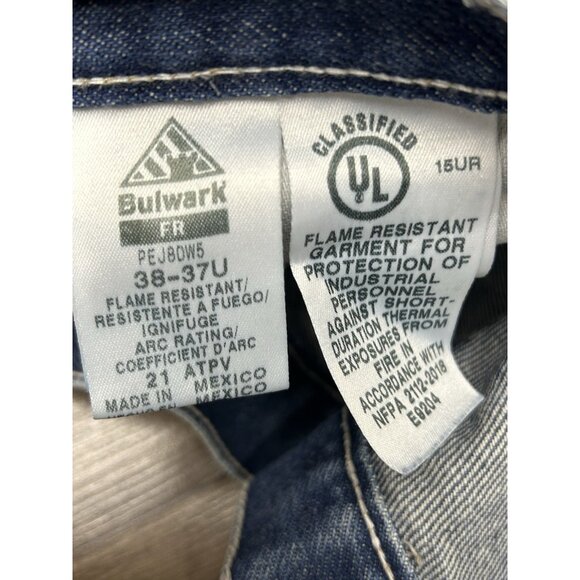 Bulwark
FR
PEJ8DW5
38-37U
FLAME RESISTANT/
RESISTENTE A FUEGO/
IGNIFUGE
ARC RATING/
COEFFICIENT D'ARC
21 ATPV
MADE IN MEXICO
MEXICO
CLASSIFIED
UL
15UR
FLAME RESISTANT
GARMENT FOR
PROTECTION OF
INDUSTRIAL
PERSONNEL
AGAINST SHORT-
DURATION THERMAL
EXPOSURES FROM
FIRE IN
ACCORDANCE WITH
NFPA 2112-2018
E9204